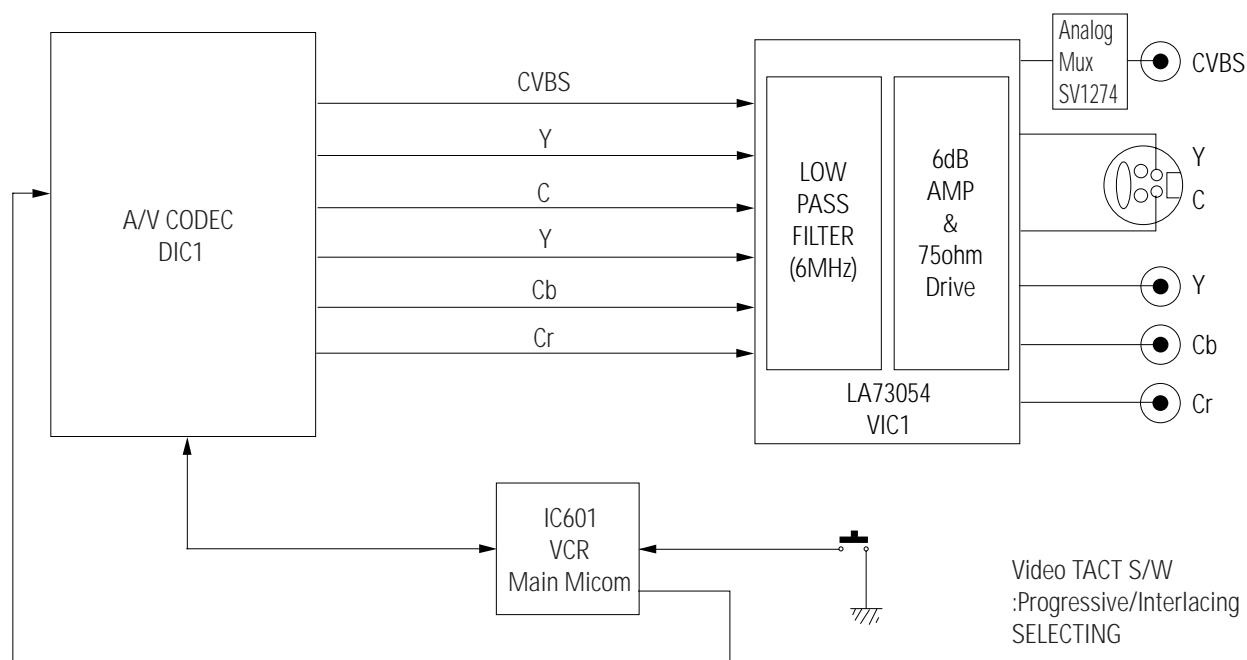 A/V CODEC
DIC1
CVBS
Y
C
Y
Cb
Cr
LOW
PASS
FILTER
(6MHz)
6dB
AMP
&
75ohm
Drive
LA73054
VIC1
Analog
Mux
SV1274
CVBS
Y
C
Y
Cb
Cr
IC601
VCR
Main Micom
Video TACT S/W
:Progressive/Interlacing
SELECTING